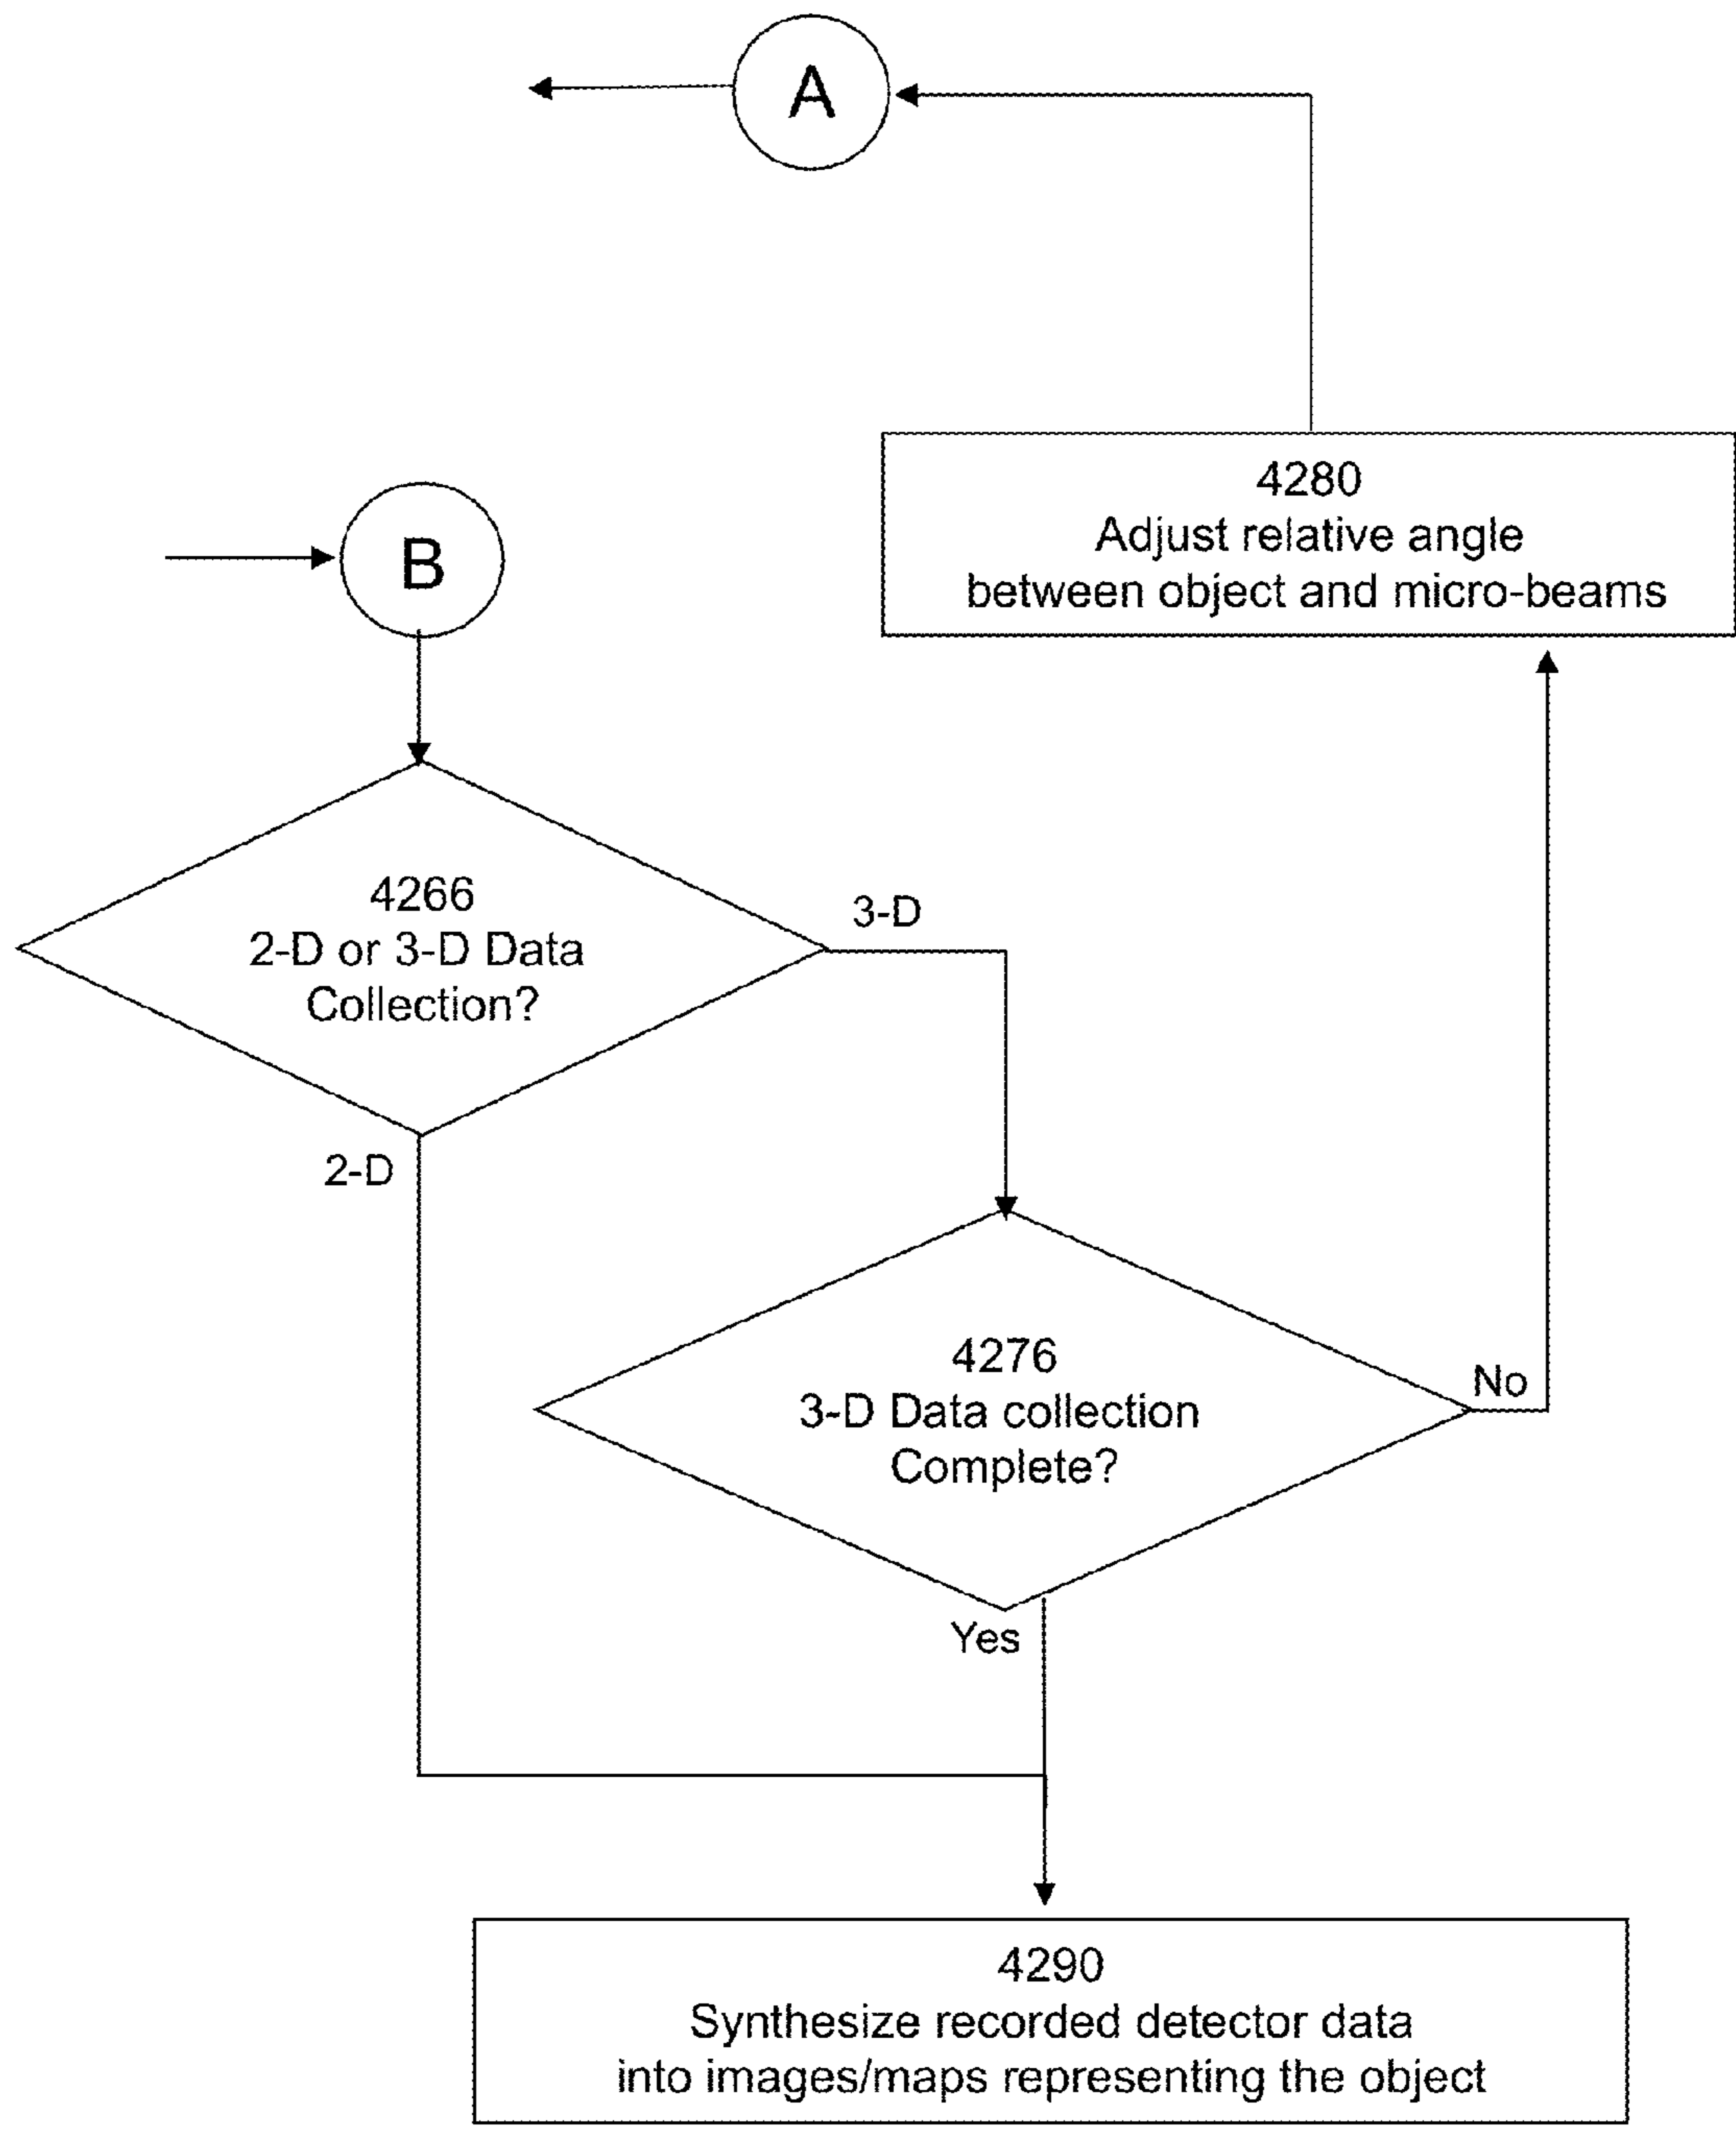 A
4280
Adjust relative angle
between object and micro-beams
B
4266
2-D or 3-D Data
Collection?
3-D
2-D
4276
3-D Data collection
Complete?
No
Yes
4290
Synthesize recorded detector data
into images/maps representing the object